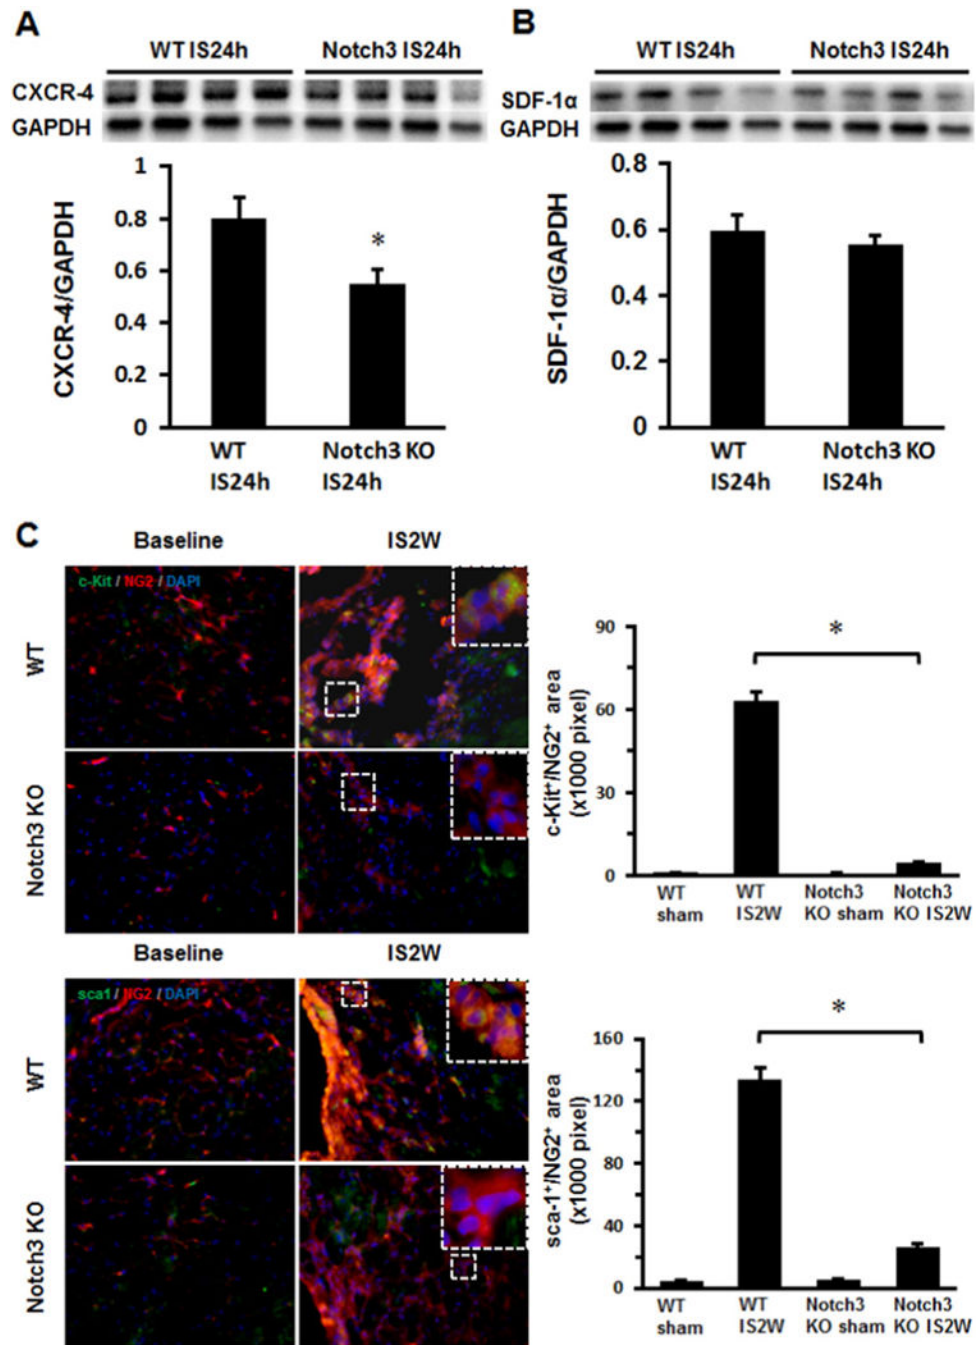 A
WT IS24h Notch3 IS24h
CXCR-4
GAPDH
CXCR-4/GAPDH
1
0.8
*
0.6
0.4
0.2
0
WT Notch3 KO
IS24h IS24h
B
WT IS24h Notch3 IS24h
SDF-1α
GAPDH
SDF-1α/GAPDH
0.8
0.6
0.4
0.2
0
WT Notch3 KO
IS24h IS24h
C
Baseline IS2W
c-Kit / NG2 / DAPI
WT
Notch3 KO
c-Kit⁺/NG2⁺ area
(x1000 pixel)
90
*
60
30
0
WT WT Notch3 Notch3
sham IS2W KO sham KO IS2W
Baseline IS2W
sca1 / NG2 / DAPI
WT
Notch3 KO
sca-1⁺/NG2⁺ area
(x1000 pixel)
160
*
120
80
40
0
WT WT Notch3 Notch3
sham IS2W KO sham KO IS2W